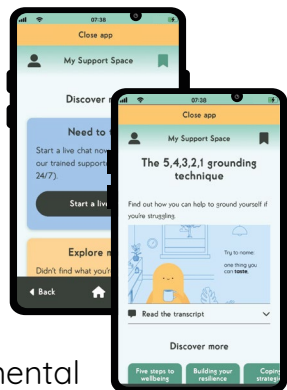 07:38
Close app
My Support Space
Discover
Need to
Start a live chat now
our trained support
24/7).
Start a
Explore
Didn't find what
Back
07:38
Close app
My Support Space
The 5,4,3,2,1 grounding
technique
Find out how you can help to ground yourself if
you're struggling.
Try to name
one thing you
can taste.
Read the transcript
Discover more
Five steps to
wellbeing
Building your
resilience
Coping
mental